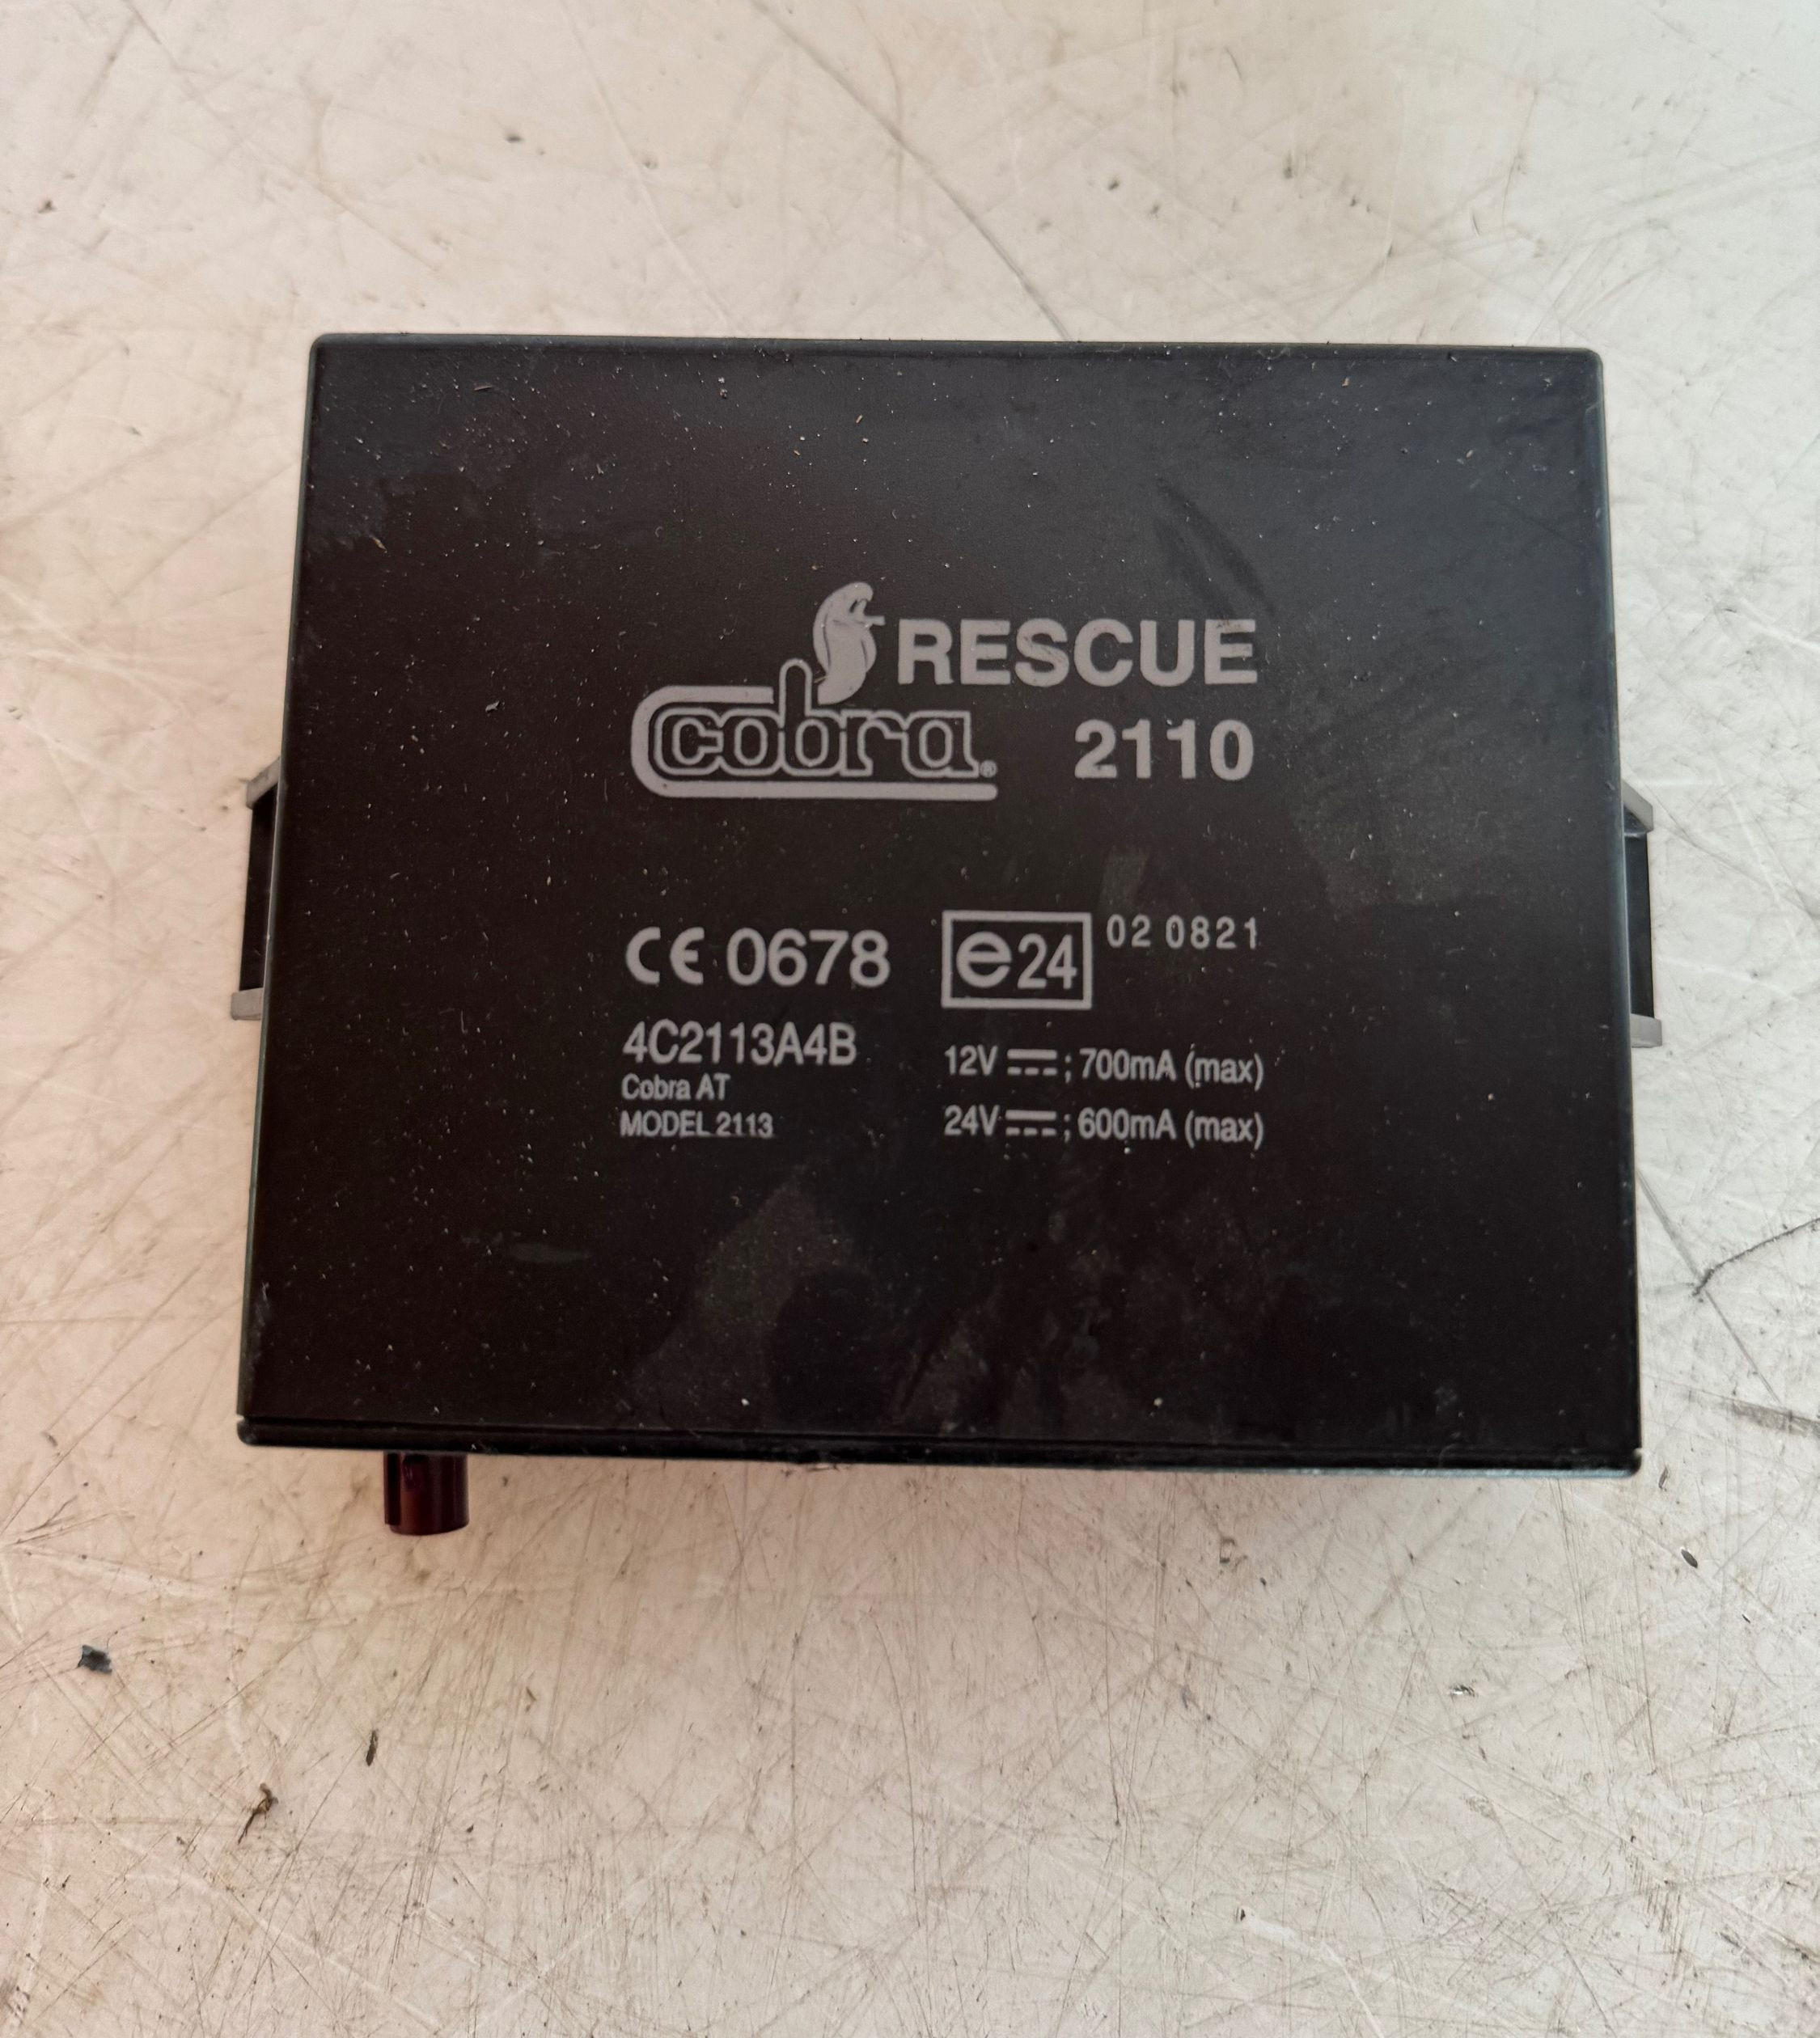 RESCUE
cobra® 2110
CE 0678 e24 02 0821
4C2113A4B
Cobra AT
MODEL 2113
12V ⎓; 700mA (max)
24V ⎓; 600mA (max)